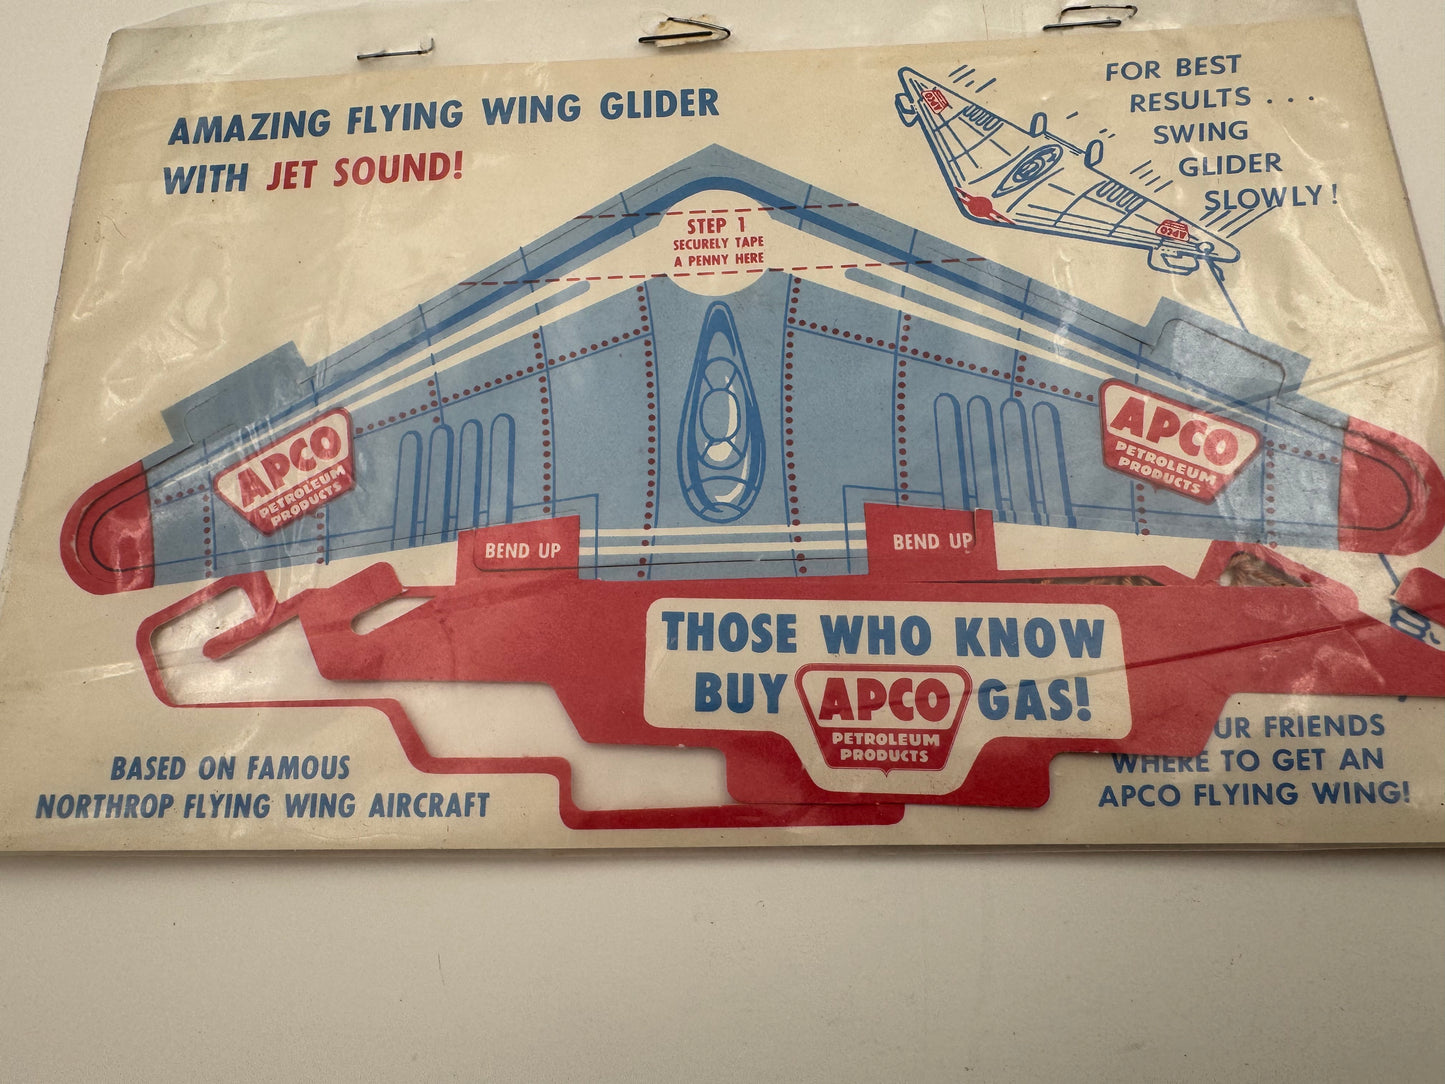 AMAZING FLYING WING GLIDER
WITH JET SOUND!
FOR BEST
RESULTS . . .
SWING
GLIDER
SLOWLY!
APCO
APCO
STEP 1
SECURELY TAPE
A PENNY HERE
APCO
PETROLEUM
PRODUCTS
APCO
PETROLEUM
PRODUCTS
BEND UP
BEND UP
THOSE WHO KNOW
BUY APCO GAS!
PETROLEUM
PRODUCTS
BASED ON FAMOUS
NORTHROP FLYING WING AIRCRAFT
UR FRIENDS
WHERE TO GET AN
APCO FLYING WING!